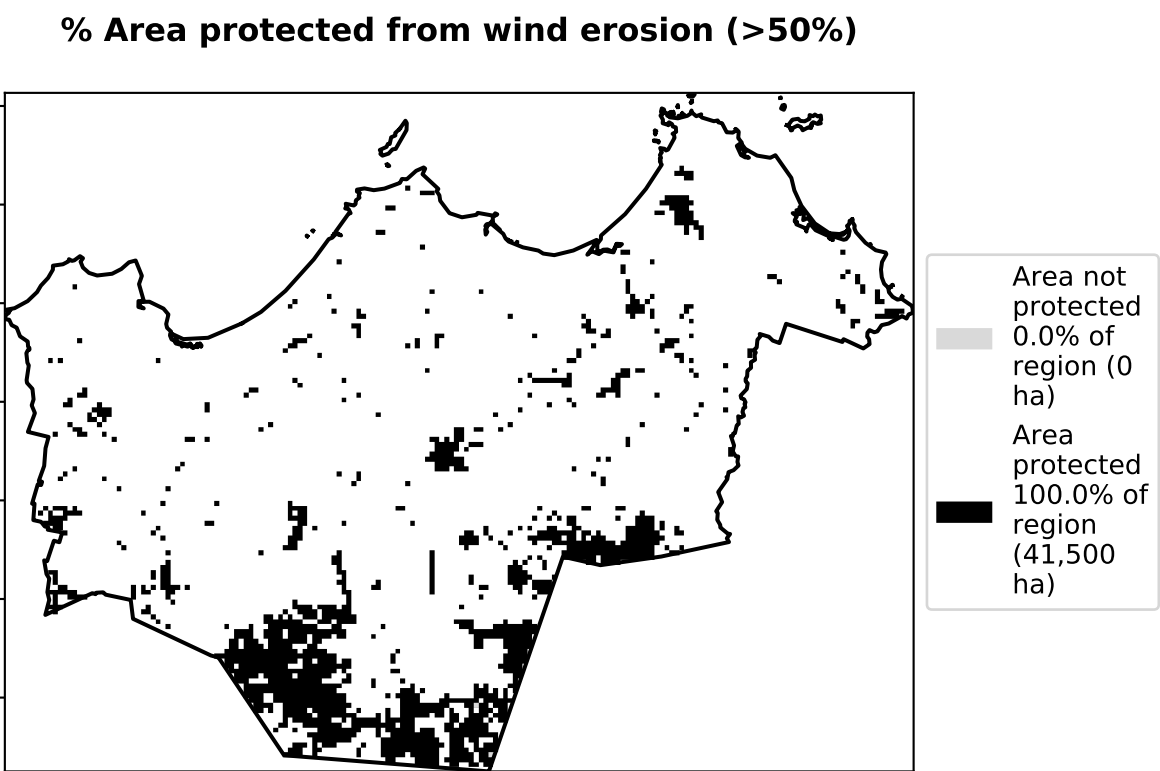 % Area protected from wind erosion (>50%)
Area not
protected
0.0% of
region (0
ha)
Area
protected
100.0% of
region
(41,500
ha)